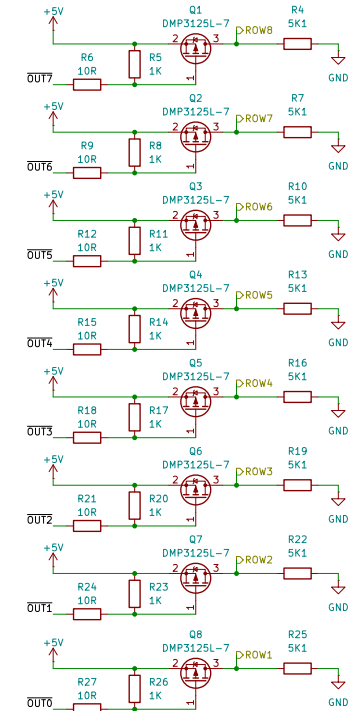 Q1
DMP3125L-7
+5V
2 3
ROW8
R4
5K1
R6
10R
R5
1K
1
OUT7
GND
Q2
DMP3125L-7
+5V
2 3
ROW7
R7
5K1
R9
10R
R8
1K
1
OUT6
GND
Q3
DMP3125L-7
+5V
2 3
ROW6
R10
5K1
R12
10R
R11
1K
1
OUT5
GND
Q4
DMP3125L-7
+5V
2 3
ROW5
R13
5K1
R15
10R
R14
1K
1
OUT4
GND
Q5
DMP3125L-7
+5V
2 3
ROW4
R16
5K1
R18
10R
R17
1K
1
OUT3
GND
Q6
DMP3125L-7
+5V
2 3
ROW3
R19
5K1
R21
10R
R20
1K
1
OUT2
GND
Q7
DMP3125L-7
+5V
2 3
ROW2
R22
5K1
R24
10R
R23
1K
1
OUT1
GND
Q8
DMP3125L-7
+5V
2 3
ROW1
R25
5K1
R27
10R
R26
1K
1
OUT0
GND